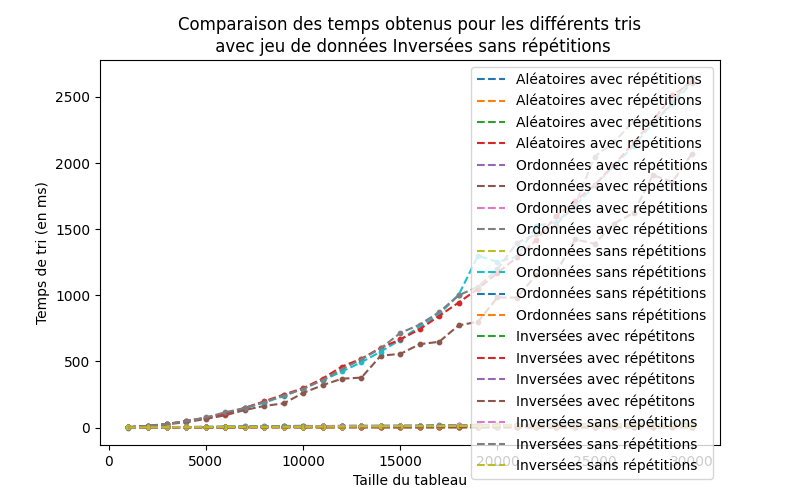 Comparaison des temps obtenus pour les différents tris
avec jeu de données Inversées sans répétitions
Temps de tri (en ms)
2500
2000
1500
1000
500
0
Aléatoires avec répétitions
Aléatoires avec répétitions
Aléatoires avec répétitions
Aléatoires avec répétitions
Ordonnées avec répétitions
Ordonnées avec répétitions
Ordonnées avec répétitions
Ordonnées avec répétitions
Ordonnées sans répétitions
Ordonnées sans répétitions
Ordonnées sans répétitions
Ordonnées sans répétitions
Inversées avec répétitons
Inversées avec répétitons
Inversées avec répétitons
Inversées avec répétitons
Inversées sans répétitions
Inversées sans répétitions
Inversées sans répétitions
0 5000 10000 15000 20000 25000 30000
Taille du tableau